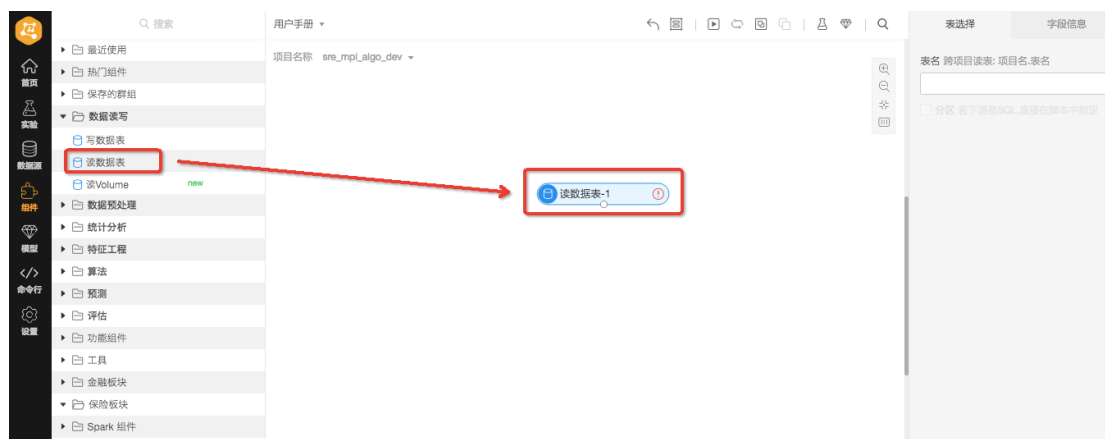 搜索
用户手册
表选择
字段信息
首页
实验
数据源
组件
模型
命令行
设置
最近使用
热门组件
保存的群组
数据读写
写数据表
读数据表
读Volume new
数据预处理
统计分析
特征工程
算法
预测
评估
功能组件
工具
金融板块
保险板块
Spark 组件
项目名称 sre_mpi_algo_dev
读数据表-1
表名 跨项目读表: 项目名.表名
分区 若下游是SQL,直接在脚本中指定